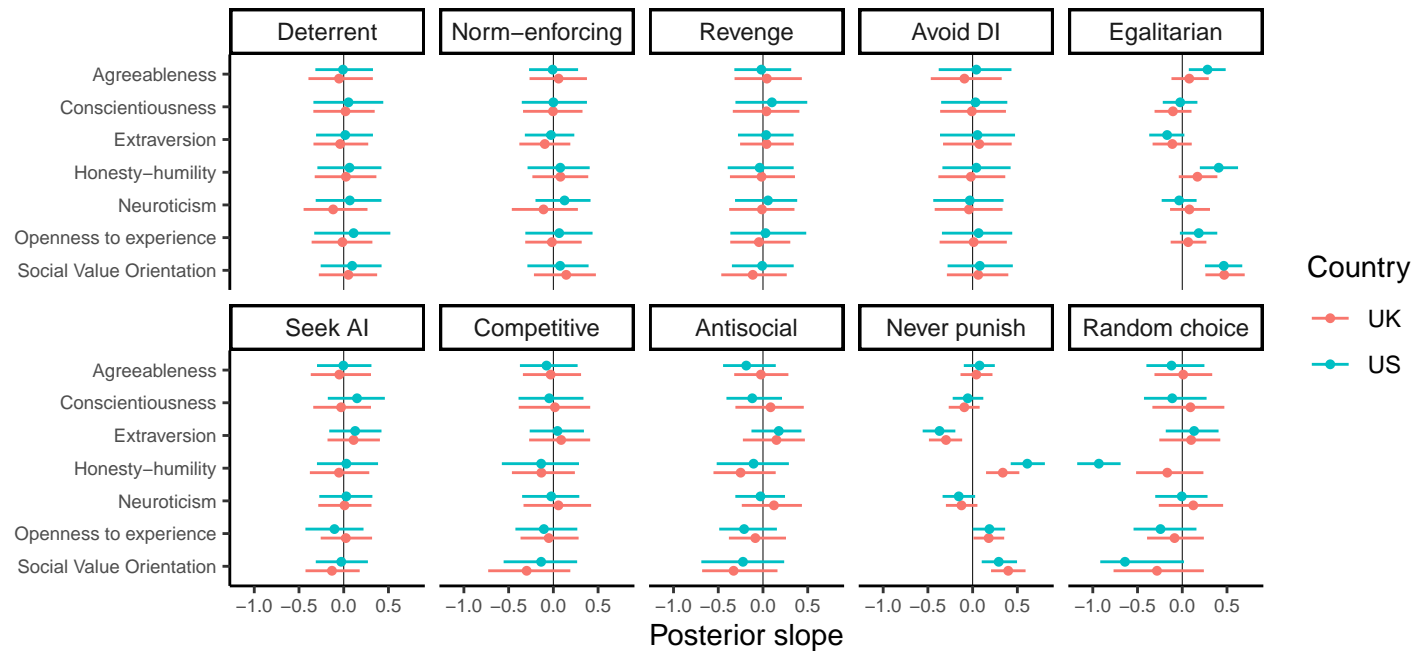 Deterrent Norm−enforcing Revenge Avoid DI Egalitarian
Agreeableness
Conscientiousness
Extraversion
Honesty−humility
Neuroticism
Openness to experience
Social Value Orientation
Country
UK
US
Seek AI Competitive Antisocial Never punish Random choice
Agreeableness
Conscientiousness
Extraversion
Honesty−humility
Neuroticism
Openness to experience
Social Value Orientation
−1.0 −0.5 0.0 0.5 −1.0 −0.5 0.0 0.5 −1.0 −0.5 0.0 0.5 −1.0 −0.5 0.0 0.5 −1.0 −0.5 0.0 0.5
Posterior slope